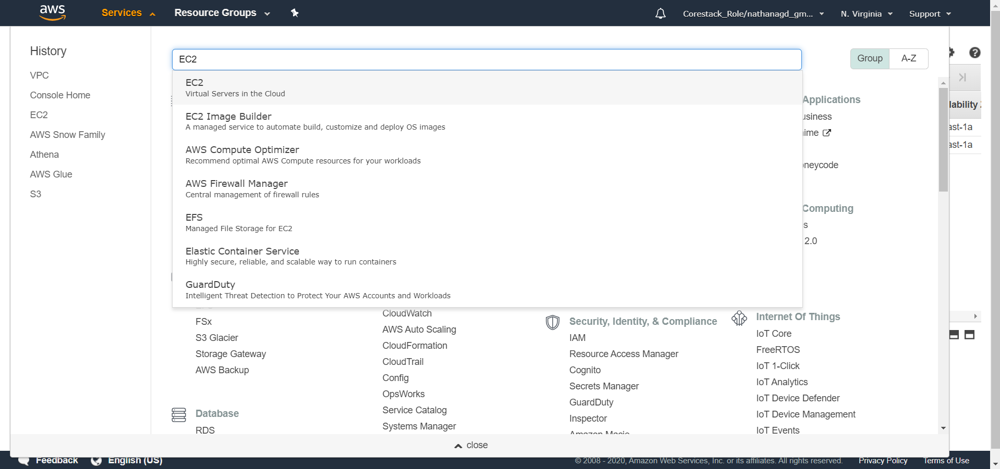 aws
Services
Resource Groups
Corestack_Role/nathanagd_gm...
N. Virginia
Support
History
VPC
Console Home
EC2
AWS Snow Family
Athena
AWS Glue
S3
EC2
Group
A-Z
EC2
Virtual Servers in the Cloud
EC2 Image Builder
A managed service to automate build, customize and deploy OS images
AWS Compute Optimizer
Recommend optimal AWS Compute resources for your workloads
AWS Firewall Manager
Central management of firewall rules
EFS
Managed File Storage for EC2
Elastic Container Service
Highly secure, reliable, and scalable way to run containers
GuardDuty
Intelligent Threat Detection to Protect Your AWS Accounts and Workloads
FSx
S3 Glacier
Storage Gateway
AWS Backup
Database
RDS
CloudWatch
AWS Auto Scaling
CloudFormation
CloudTrail
Config
OpsWorks
Service Catalog
Systems Manager
Security, Identity, & Compliance
IAM
Resource Access Manager
Cognito
Secrets Manager
GuardDuty
Inspector
Amazon Macie
Applications
usiness
ime
oneycode
Computing
s
2.0
Internet Of Things
IoT Core
FreeRTOS
IoT 1-Click
IoT Analytics
IoT Device Defender
IoT Device Management
IoT Events
lability
ast-1a
ast-1a
close
Feedback
English (US)
© 2008 - 2020, Amazon Web Services, Inc. or its affiliates. All rights reserved.
Privacy Policy
Terms of Use